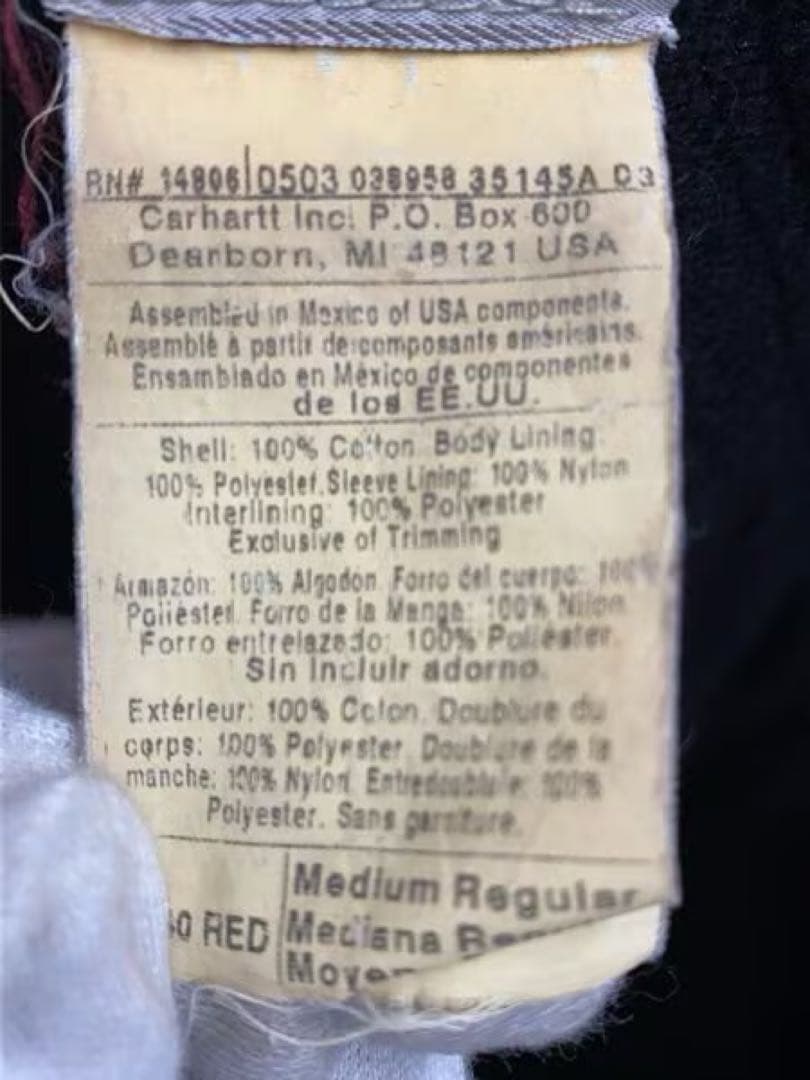 RN# 14806 D503 036958 35145A 03
Carhartt Inc. P.O. Box 600
Dearborn, MI 48121 USA
Assembled in Mexico of USA components.
Assemblé à partir de composants américains.
Ensamblado en México de componentes
de los EE.UU.
Shell: 100% Cotton Body Lining:
100% Polyester. Sleeve Lining: 100% Nylon
Interlining: 100% Polyester
Exclusive of Trimming
Armazón: 100% Algodon Forro del cuerpo: 100%
Poliéster. Forro de la Manga: 100% Nilon
Forro entrelazado: 100% Poliéster.
Sin Incluir adorno.
Extérieur: 100% Coton. Doublure du
corps: 100% Polyester. Doublure de la
manche: 100% Nylon 100%
Polyester. Sans garniture.
RED
Medium Regular
Mediana